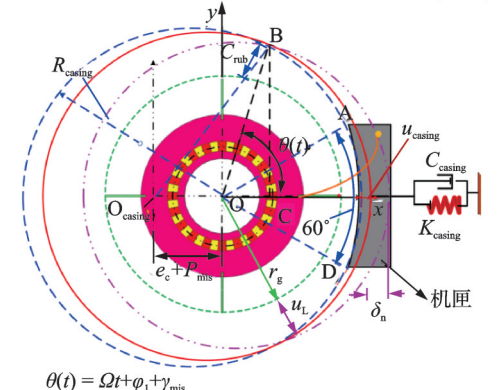 y
B
R_casing
C_rub
A
θ(t)
u_casing
C_casing
O_casing
O
C
x
60°
K_casing
e_c+P_mis
r_g
D
u_L
δ_n
机匣
θ(t) = Ωt+φ_1+γ_mis